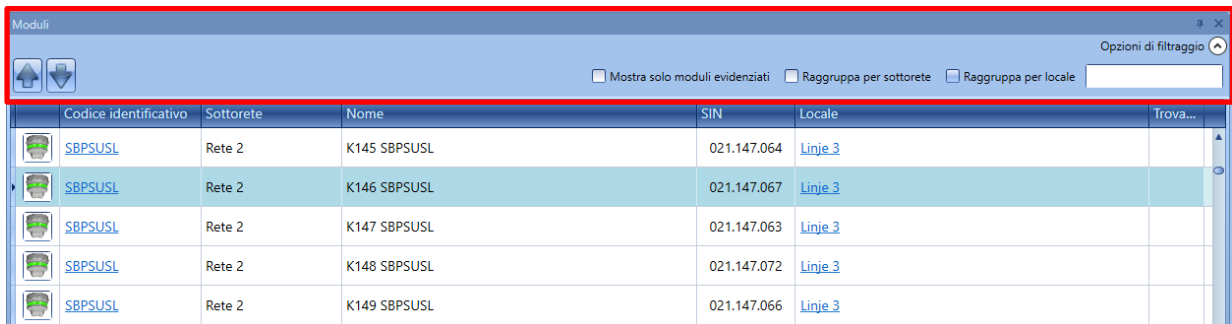 Moduli
Opzioni di filtraggio
Mostra solo moduli evidenziati Raggruppa per sottorete Raggruppa per locale
Codice identificativo Sottorete Nome SIN Locale Trova...
SBPSUSL Rete 2 K145 SBPSUSL 021.147.064 Linje 3
SBPSUSL Rete 2 K146 SBPSUSL 021.147.067 Linje 3
SBPSUSL Rete 2 K147 SBPSUSL 021.147.063 Linje 3
SBPSUSL Rete 2 K148 SBPSUSL 021.147.072 Linje 3
SBPSUSL Rete 2 K149 SBPSUSL 021.147.066 Linje 3